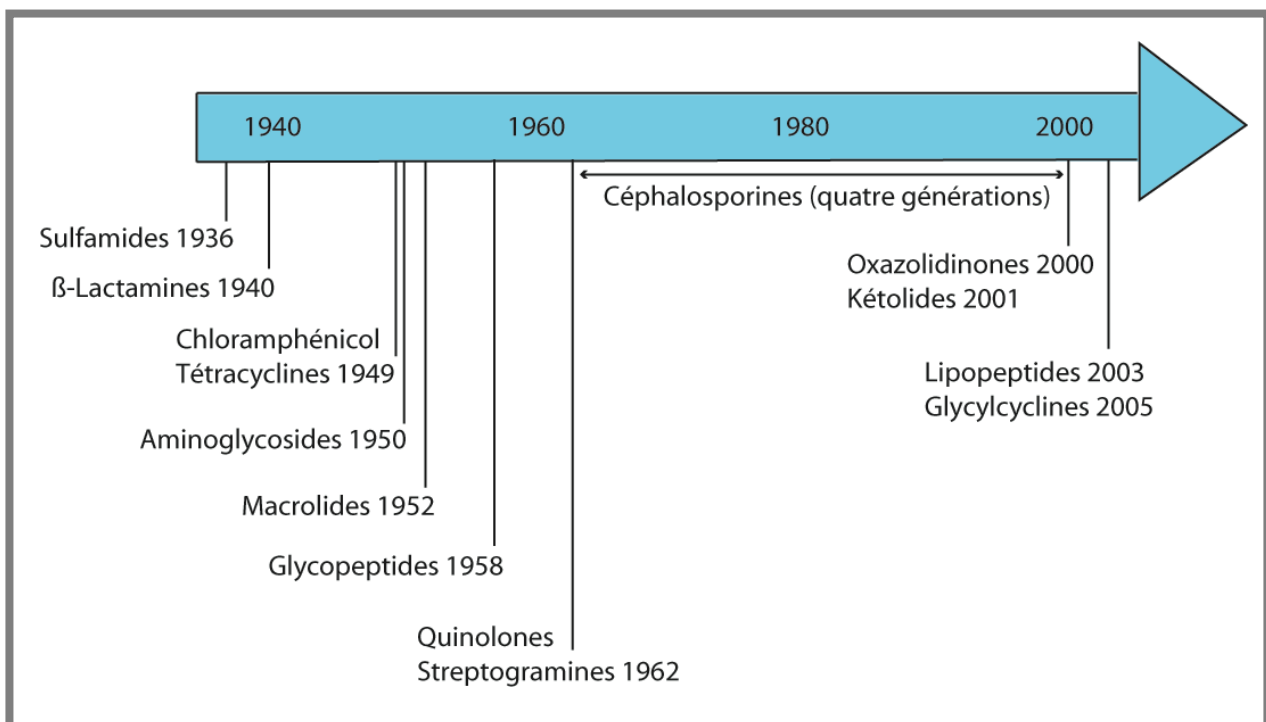 1940 1960 1980 2000
Céphalosporines (quatre générations)
Sulfamides 1936
ß-Lactamines 1940
Chloramphénicol
Tétracyclines 1949
Aminoglycosides 1950
Macrolides 1952
Glycopeptides 1958
Quinolones
Streptogramines 1962
Oxazolidinones 2000
Kétolides 2001
Lipopeptides 2003
Glycylcyclines 2005